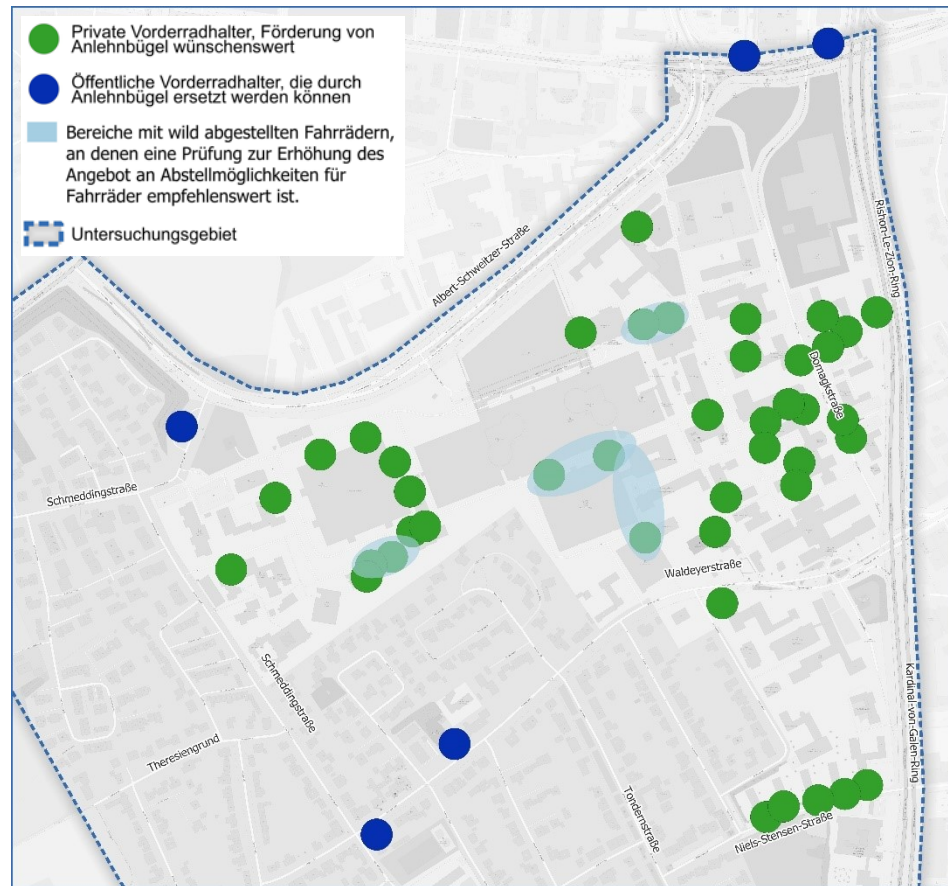 Private Vorderradhalter, Förderung von
Anlehnbügel wünschenswert
Öffentliche Vorderradhalter, die durch
Anlehnbügel ersetzt werden können
Bereiche mit wild abgestellten Fahrrädern,
an denen eine Prüfung zur Erhöhung des
Angebot an Abstellmöglichkeiten für
Fahrräder empfehlenswert ist.
Untersuchungsgebiet
Albert-Schweitzer-Straße
Rishon-Le-Zion-Ring
Domagkstraße
Schmeddingstraße
Waldeyerstraße
Schmeddingstraße
Theresiengrund
Kardinal-von-Galen-Ring
Tondernstraße
Niels-Stensen-Straße